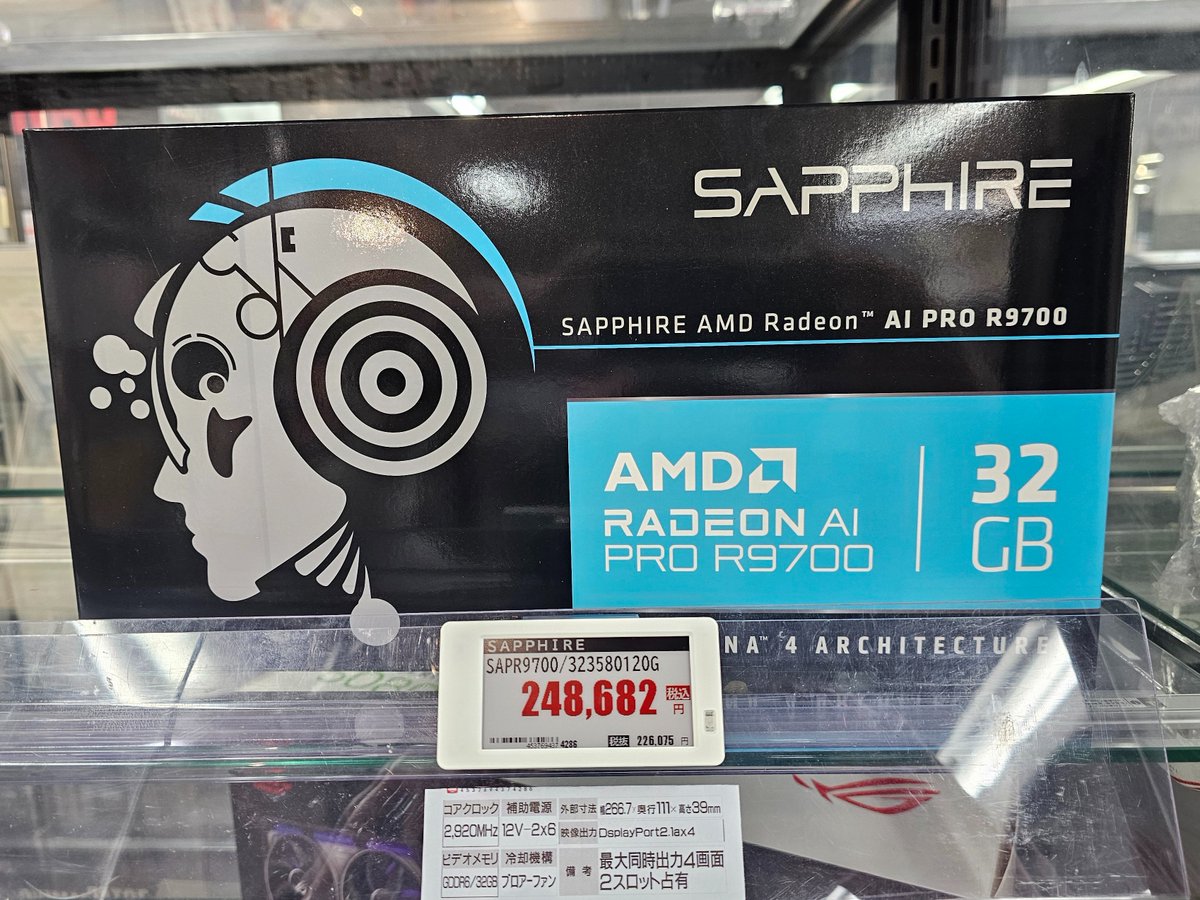 SAPPHIRE
SAPPHIRE AMD Radeon™ AI PRO R9700
AMD
RADEON AI
PRO R9700
32
GB
NA™ 4 ARCHITECTURE
SAPPHIRE
SAPR9700/323580120G
248,682 税込 円
4286 税抜 226,075 円
コアクロック 補助電源 外部寸法 幅266.7× 奥行111× 高さ39mm
2,920MHz 12V-2x6 映像出力 DsplayPort2.1ax4
ビデオメモリ 冷却機構 備考 最大同時出力4画面
GDDR6/32GB ブロアーファン 2スロット占有